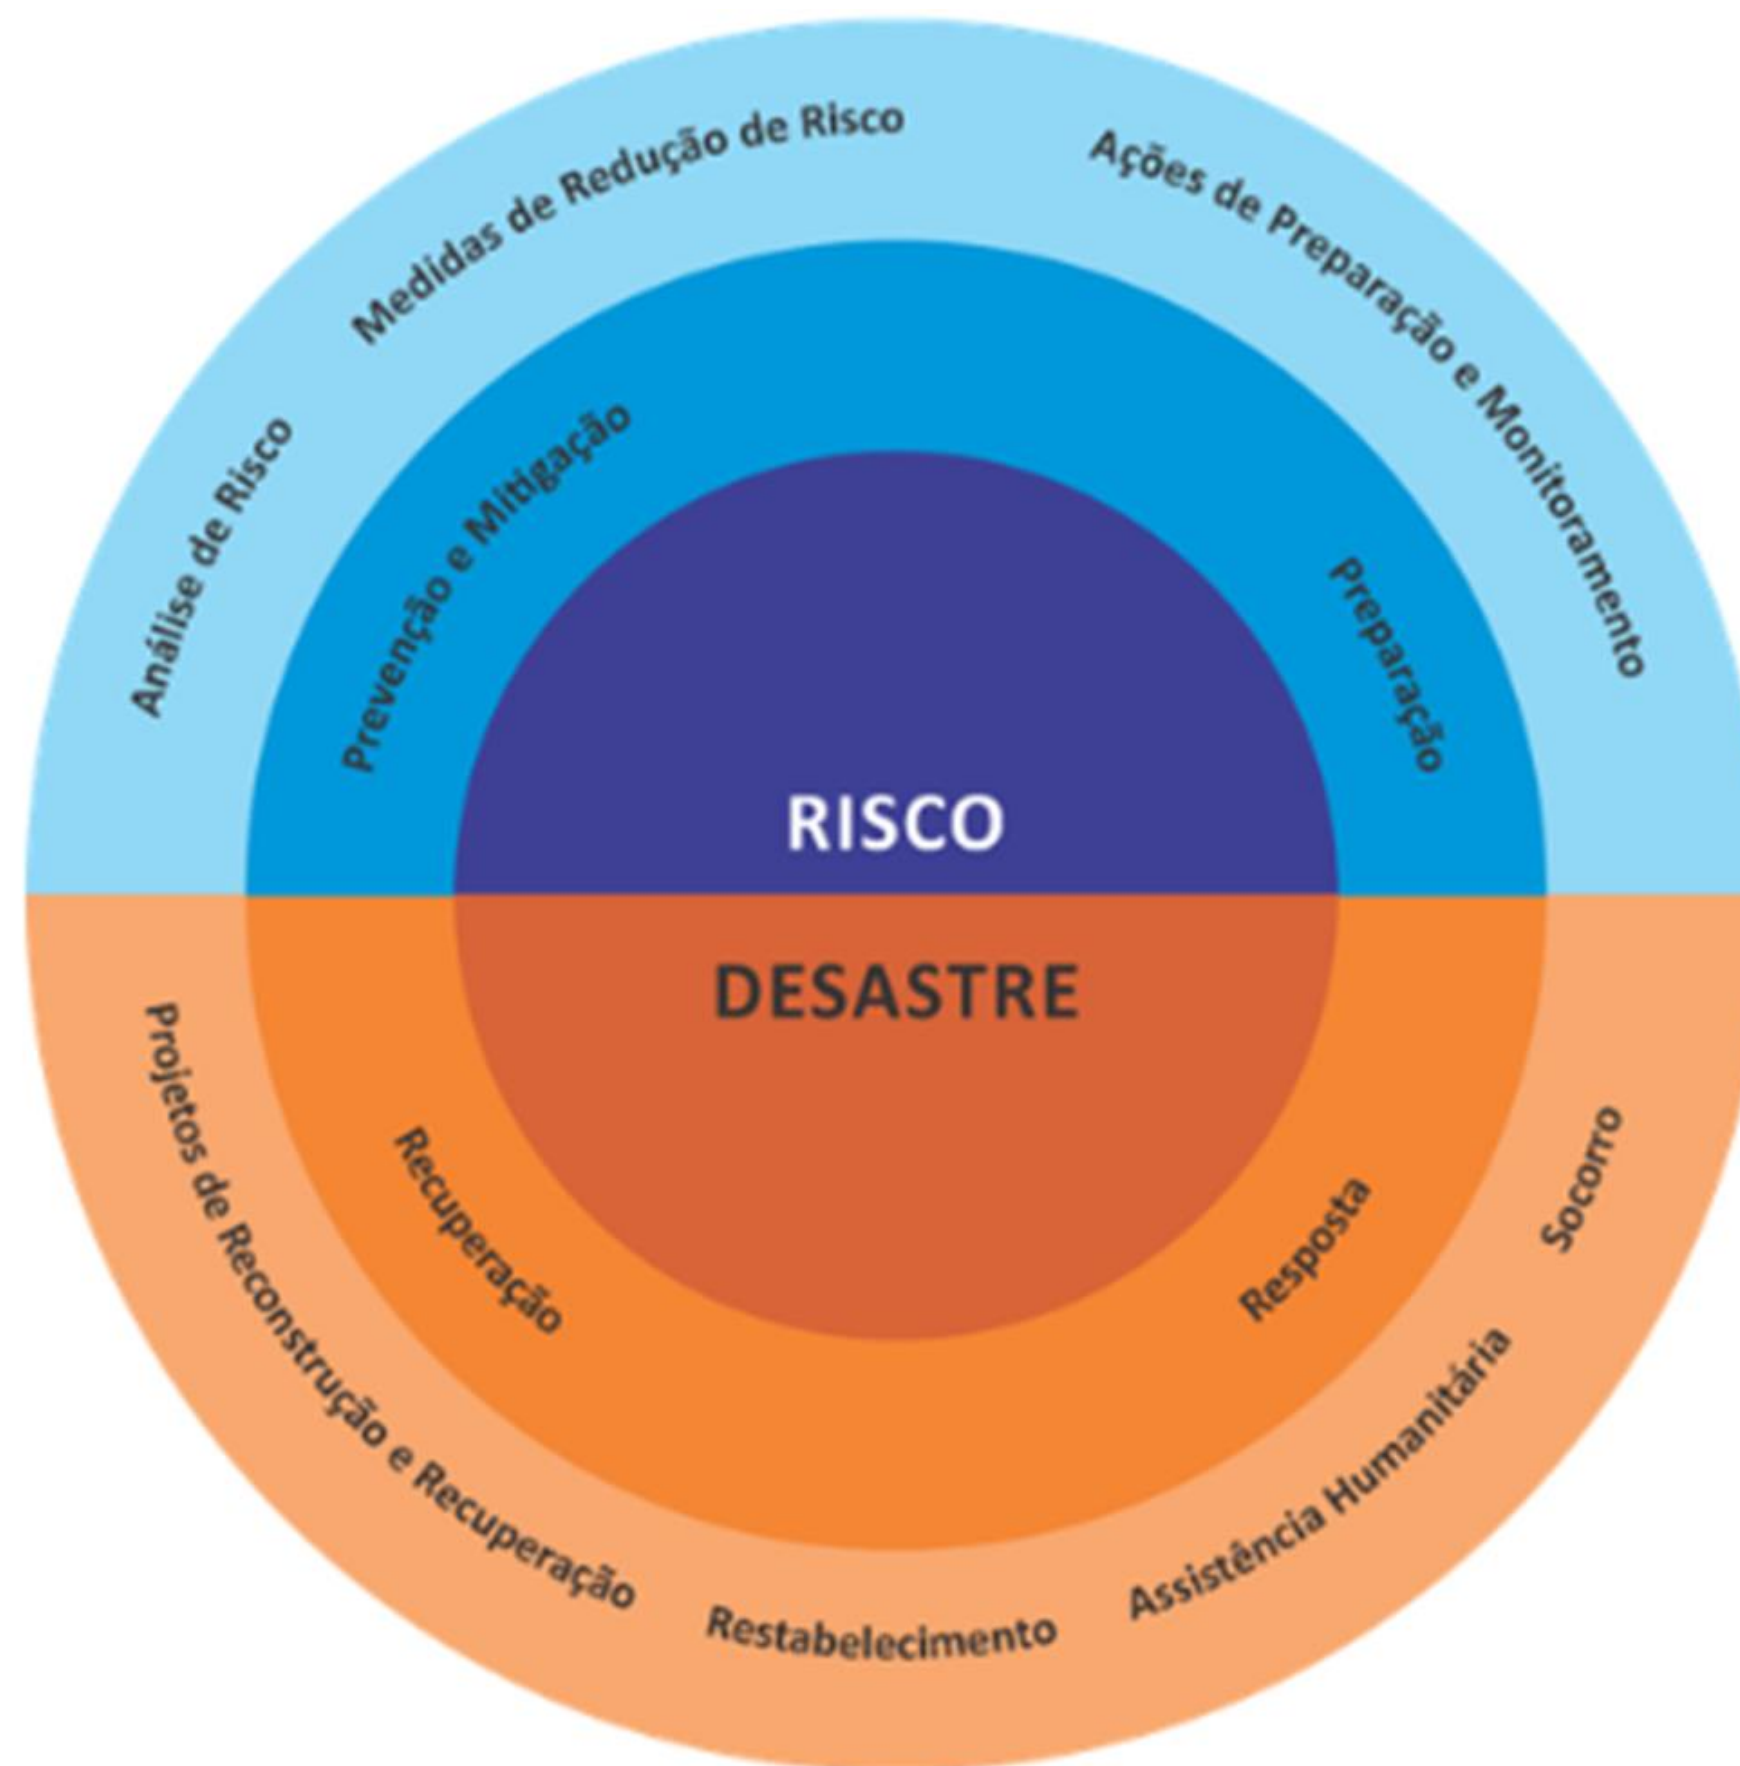 Medidas de Redução de Risco
Ações de Preparação e Monitoramento
Análise de Risco
Prevenção e Mitigação
Preparação
RISCO
DESASTRE
Projetos de Reconstrução e Recuperação
Recuperação
Resposta
Socorro
Assistência Humanitária
Restabelecimento